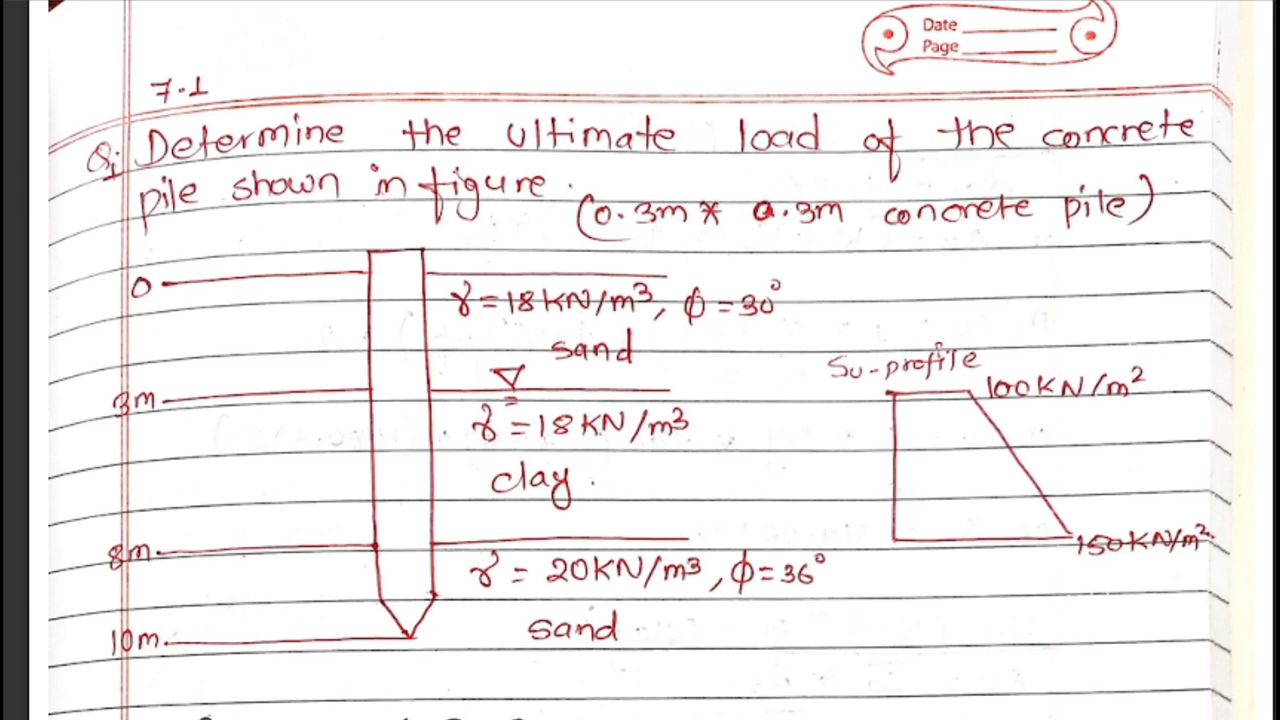 Date
Page
7.1
Q: Determine the ultimate load of the concrete
pile shown in figure.
(0.3m * 0.3m concrete pile)
0
γ = 18 KN/m³, φ = 30°
sand
3m
γ = 18 KN/m³
clay.
Su-profile
100 KN/m²
150 KN/m²
8m
γ = 20 KN/m³, φ = 36°
sand
10m